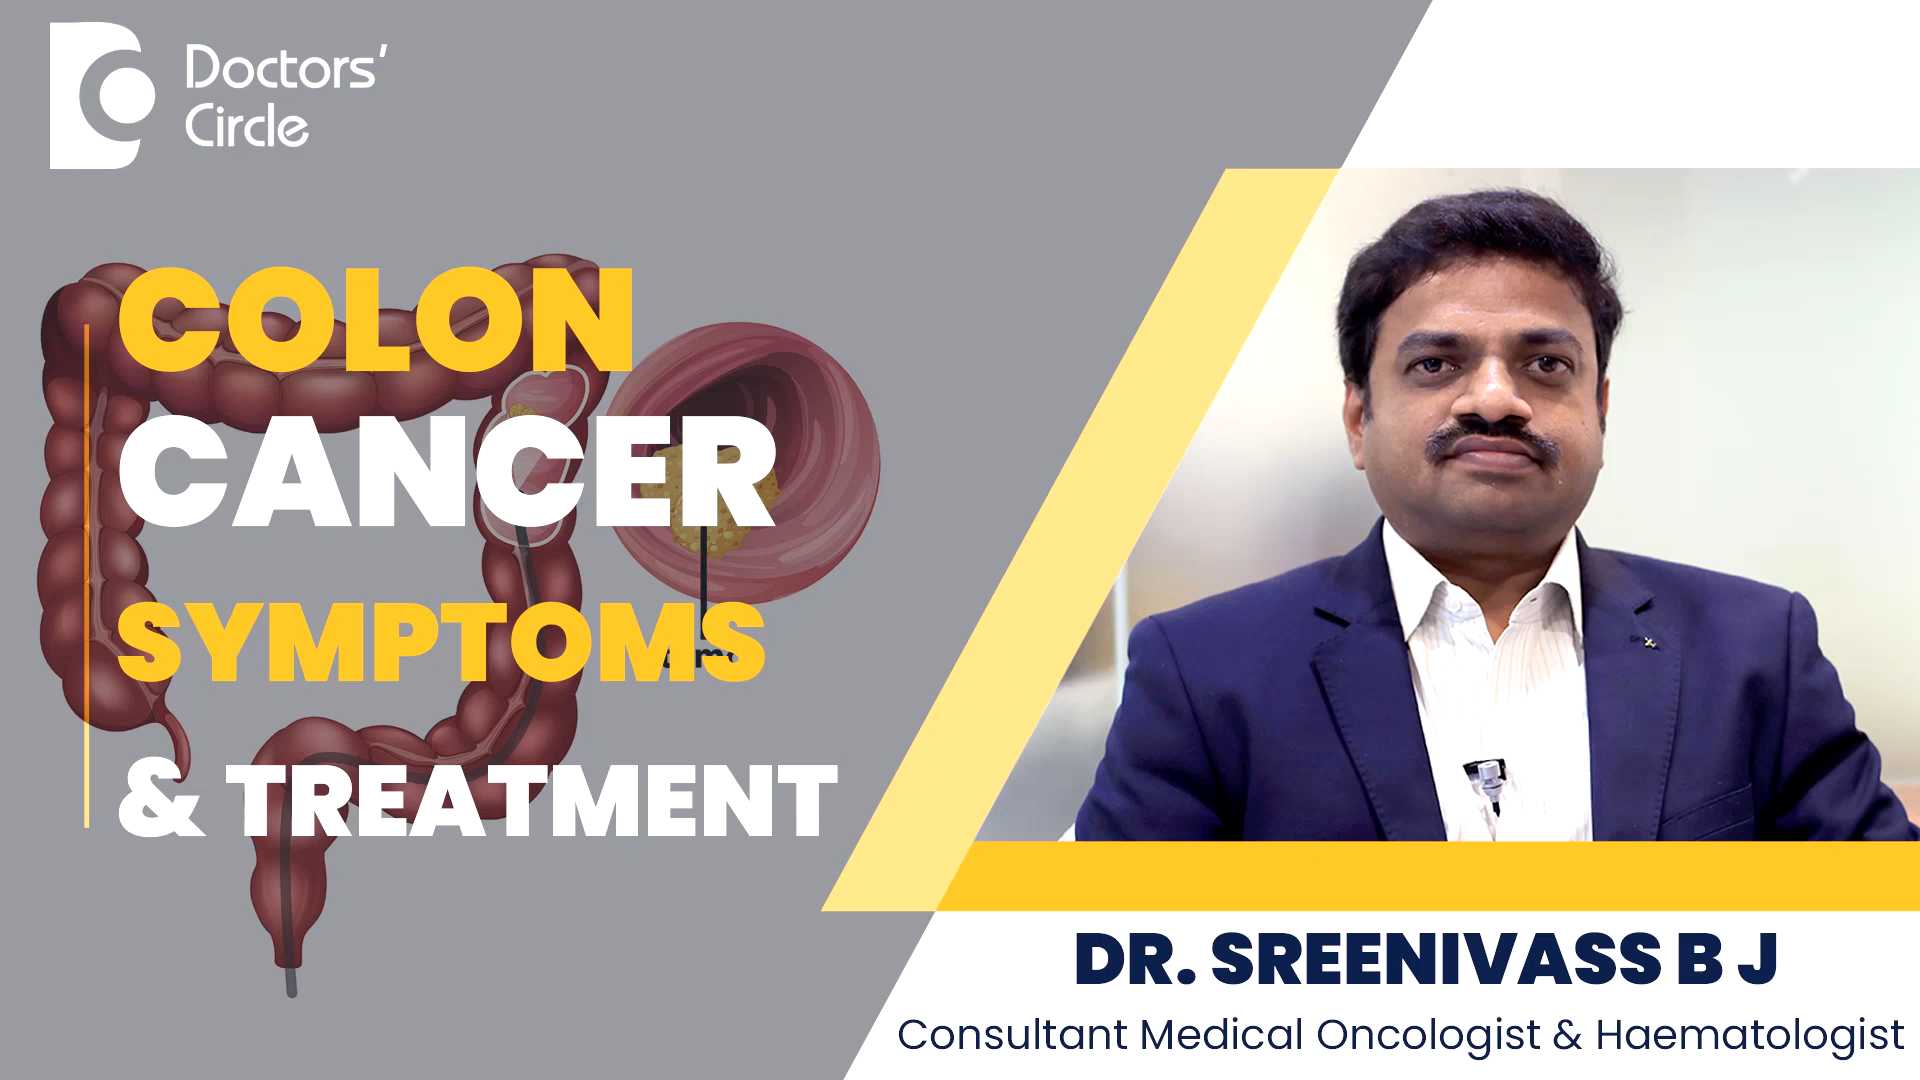 Doctors'
Circle
COLON
CANCER
SYMPTOMS
& TREATMENT
DR. SREENIVASS B J
Consultant Medical Oncologist & Haematologist